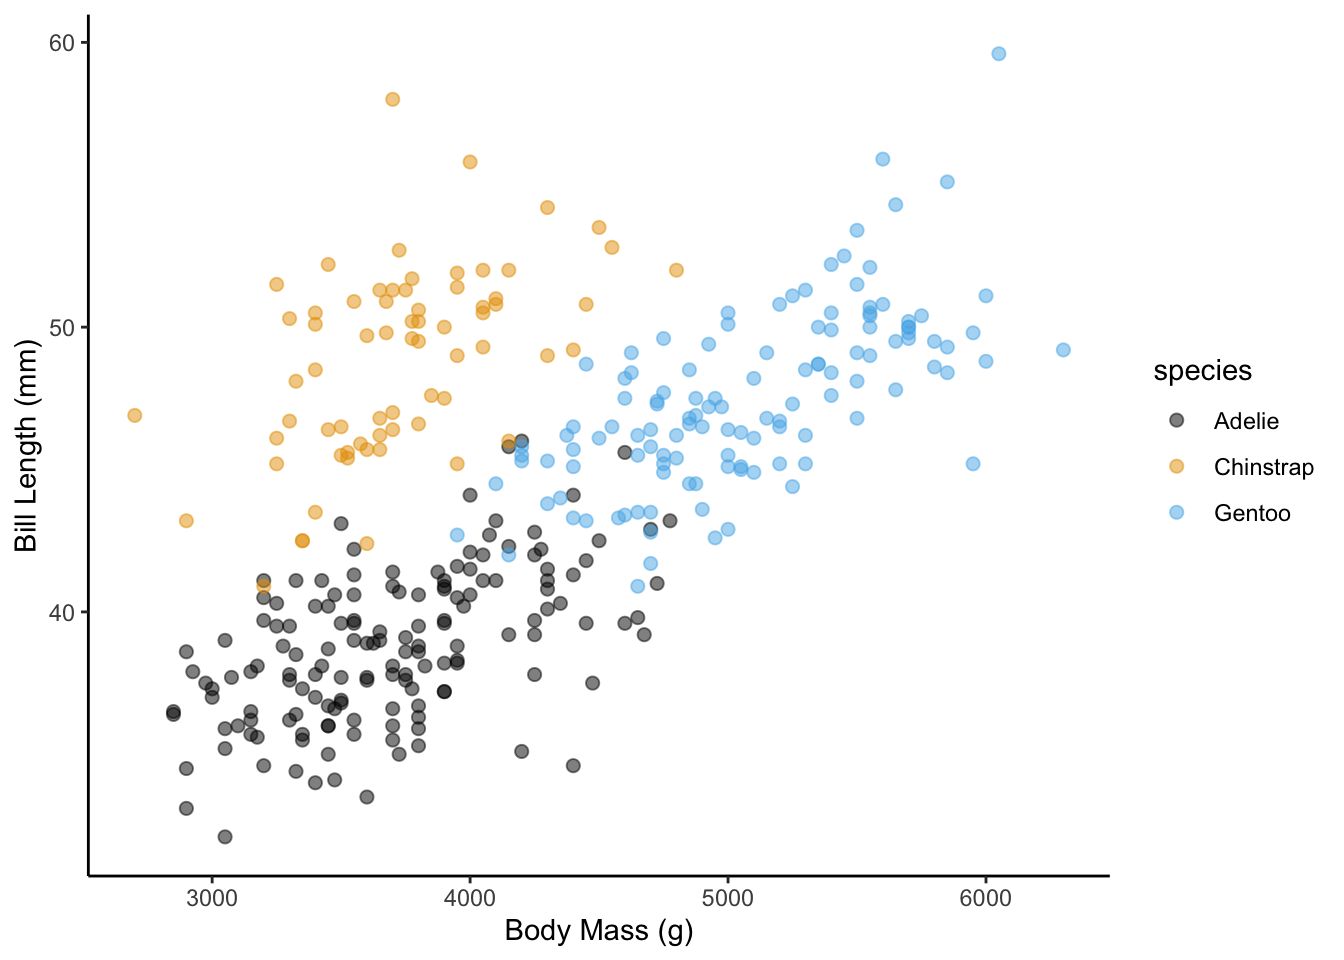 60
50
40
Bill Length (mm)
3000 4000 5000 6000
Body Mass (g)
species
Adelie
Chinstrap
Gentoo